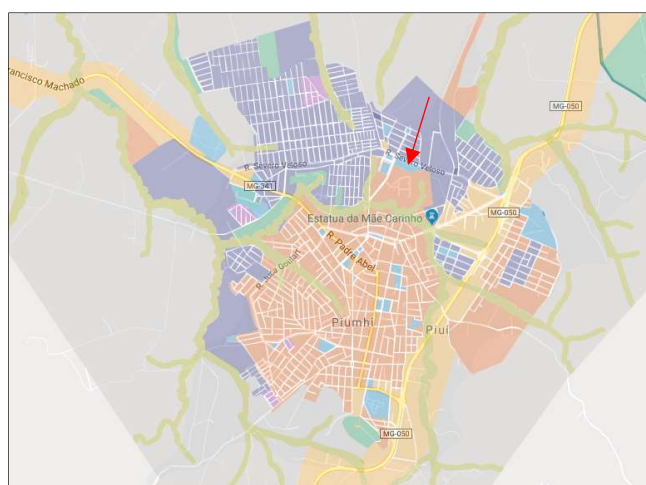 MG-050
Francisco Machado
R. Severo Veloso
R. Severo Veloso
MG-341
MG-050
Estatua da Mãe Carinho
R. Padre Abel
Piumhi
Piuí
MG-050